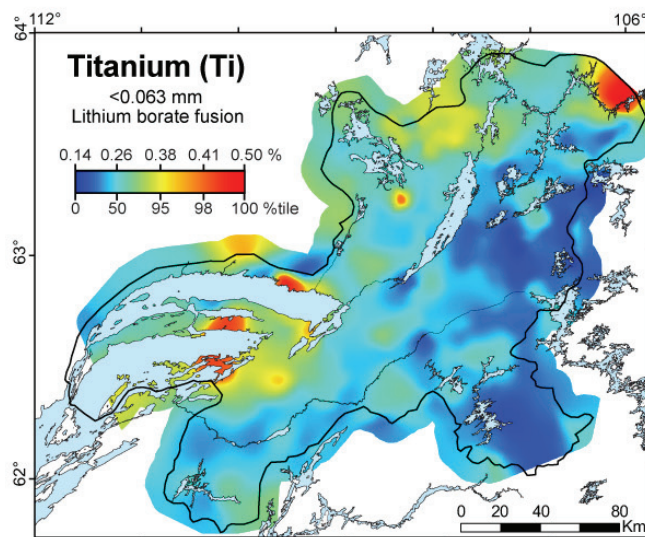 112°
106°
64°
Titanium (Ti)
<0.063 mm
Lithium borate fusion
0.14 0.26 0.38 0.41 0.50 %
0 50 95 98 100 %tile
63°
62°
0 20 40 60 80
Km